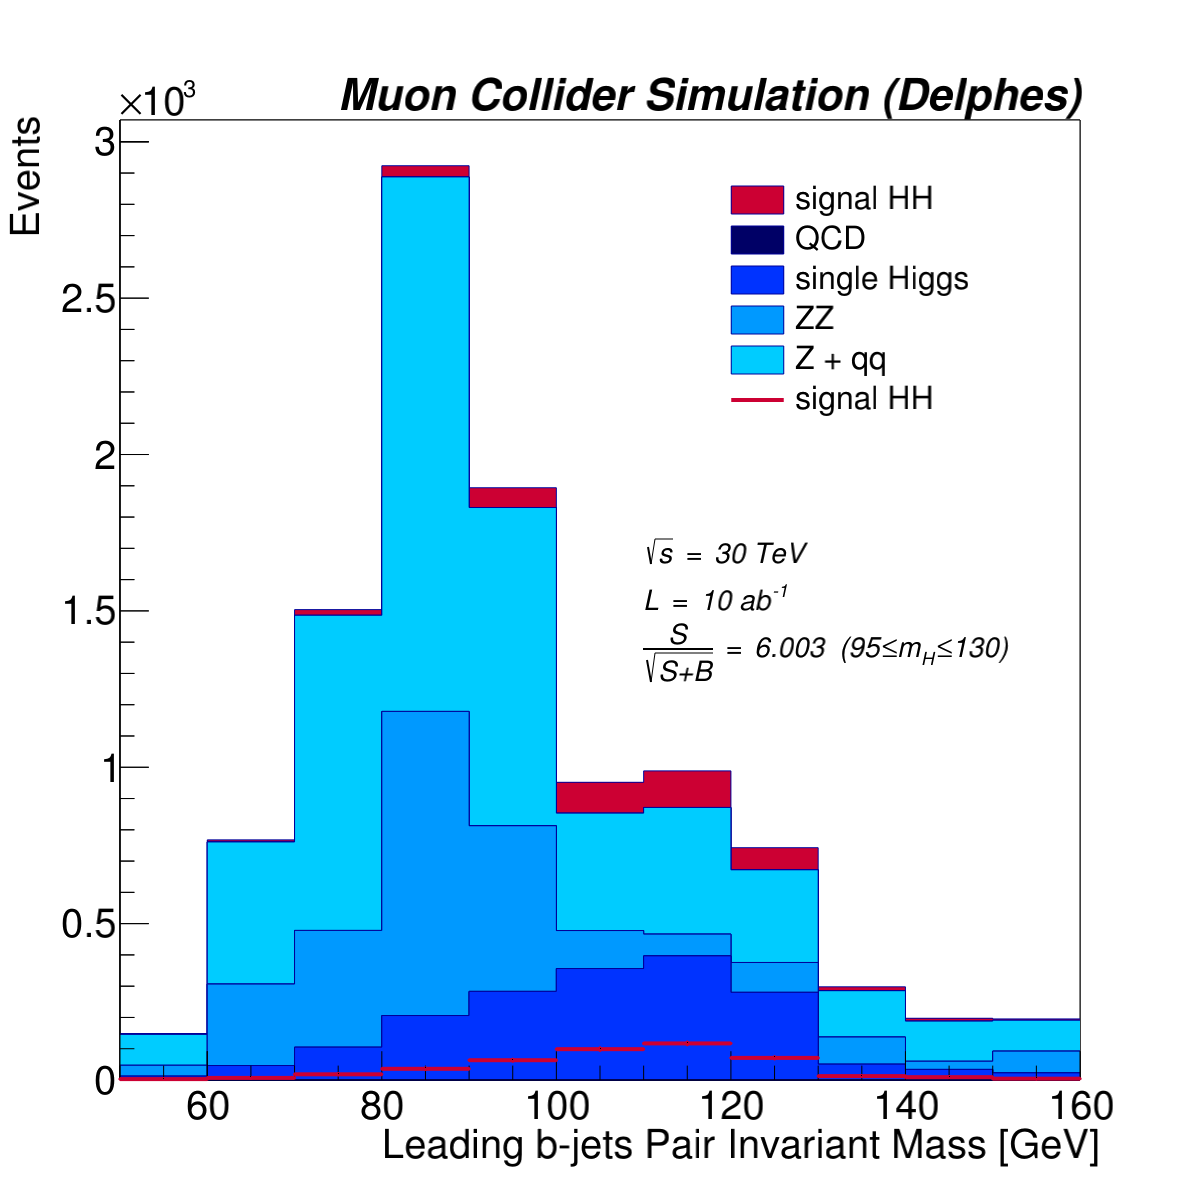 Muon Collider Simulation (Delphes)
×10³
Events
3
2.5
2
1.5
1
0.5
0
signal HH
QCD
single Higgs
ZZ
Z + qq
signal HH
√s = 30 TeV
L = 10 ab⁻¹
S/√S+B = 6.003 (95≤m_H≤130)
60 80 100 120 140 160
Leading b-jets Pair Invariant Mass [GeV]